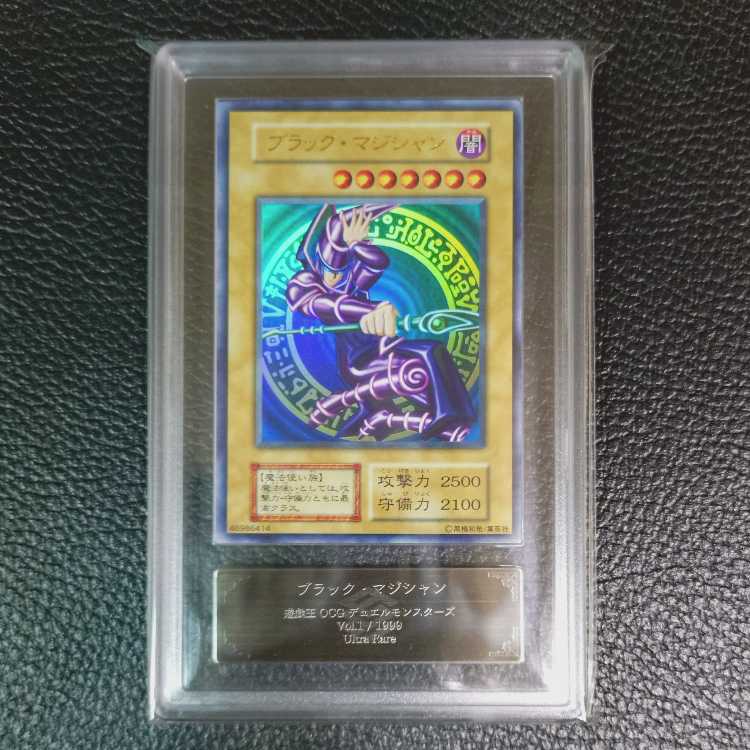 ブラック・マジシャン
闇
【魔法使い族】
魔法使いとしては、攻
撃力・守備力ともに最
高クラス。
攻撃力 2500
守備力 2100
46986414
©高橋和希/集英社
ブラック・マジシャン
遊戯王 OCG デュエルモンスターズ
Vol.1 / 1999
Ultra Rare